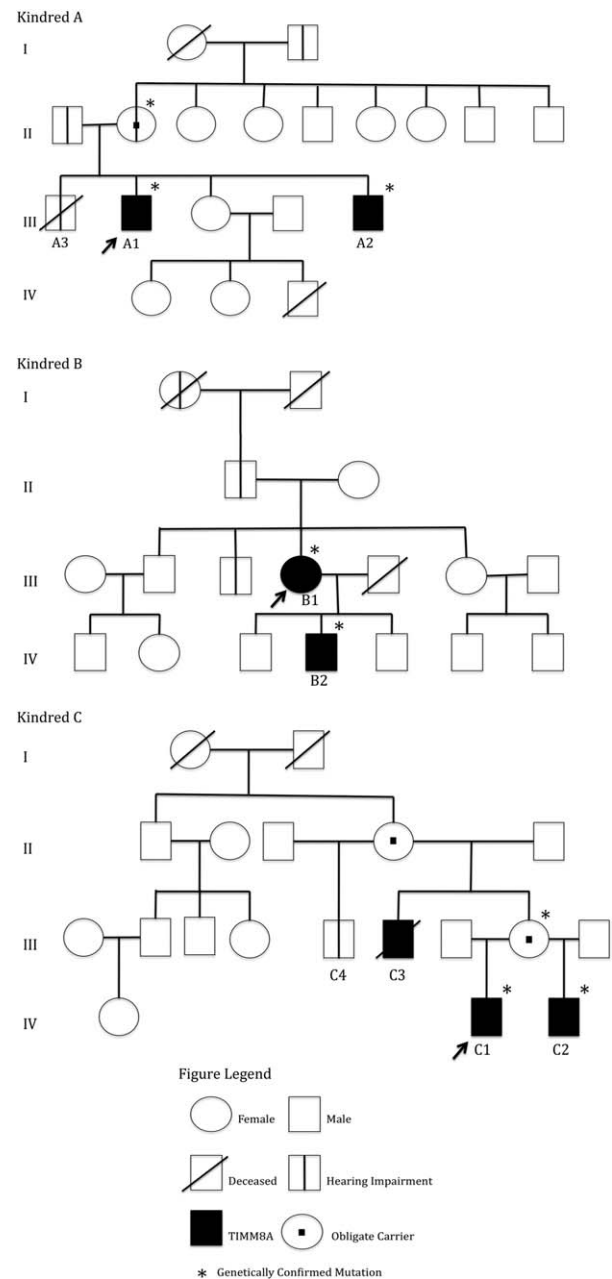 Kindred A
I
*
II
* *
III
A3 A1 A2
IV
Kindred B
I
II
*
III
B1
*
IV
B2
Kindred C
I
II
*
III
C4 C3
* *
IV
C1 C2
Figure Legend
Female Male
Deceased Hearing Impairment
TIMM8A Obligate Carrier
* Genetically Confirmed Mutation